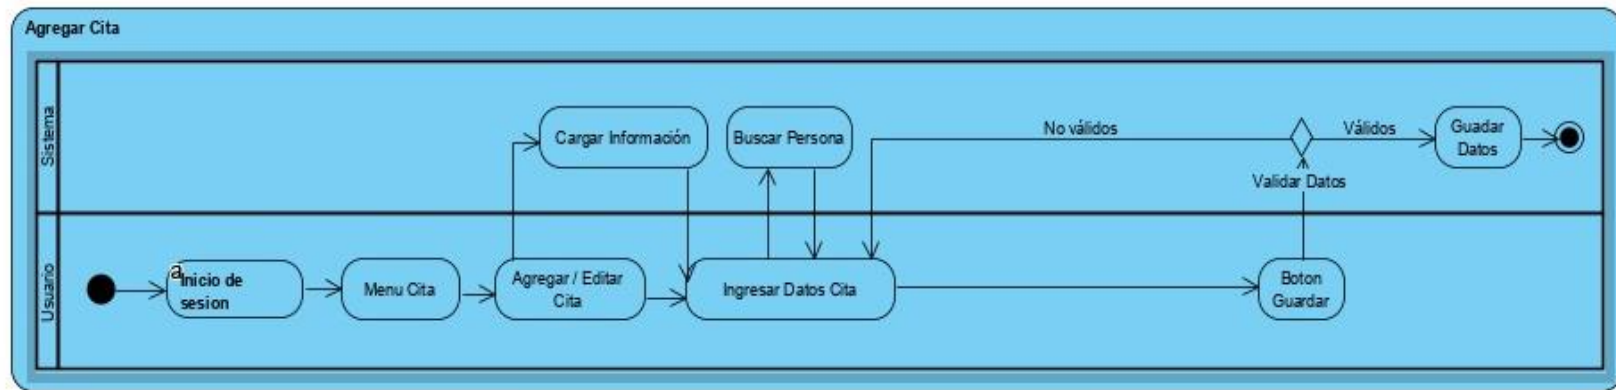 Agregar Cita
Sistema
Cargar Información
Buscar Persona
No válidos
Válidos
Guadar
Datos
Validar Datos
Usuario
a
Inicio de
sesion
Menu Cita
Agregar / Editar
Cita
Ingresar Datos Cita
Boton
Guardar